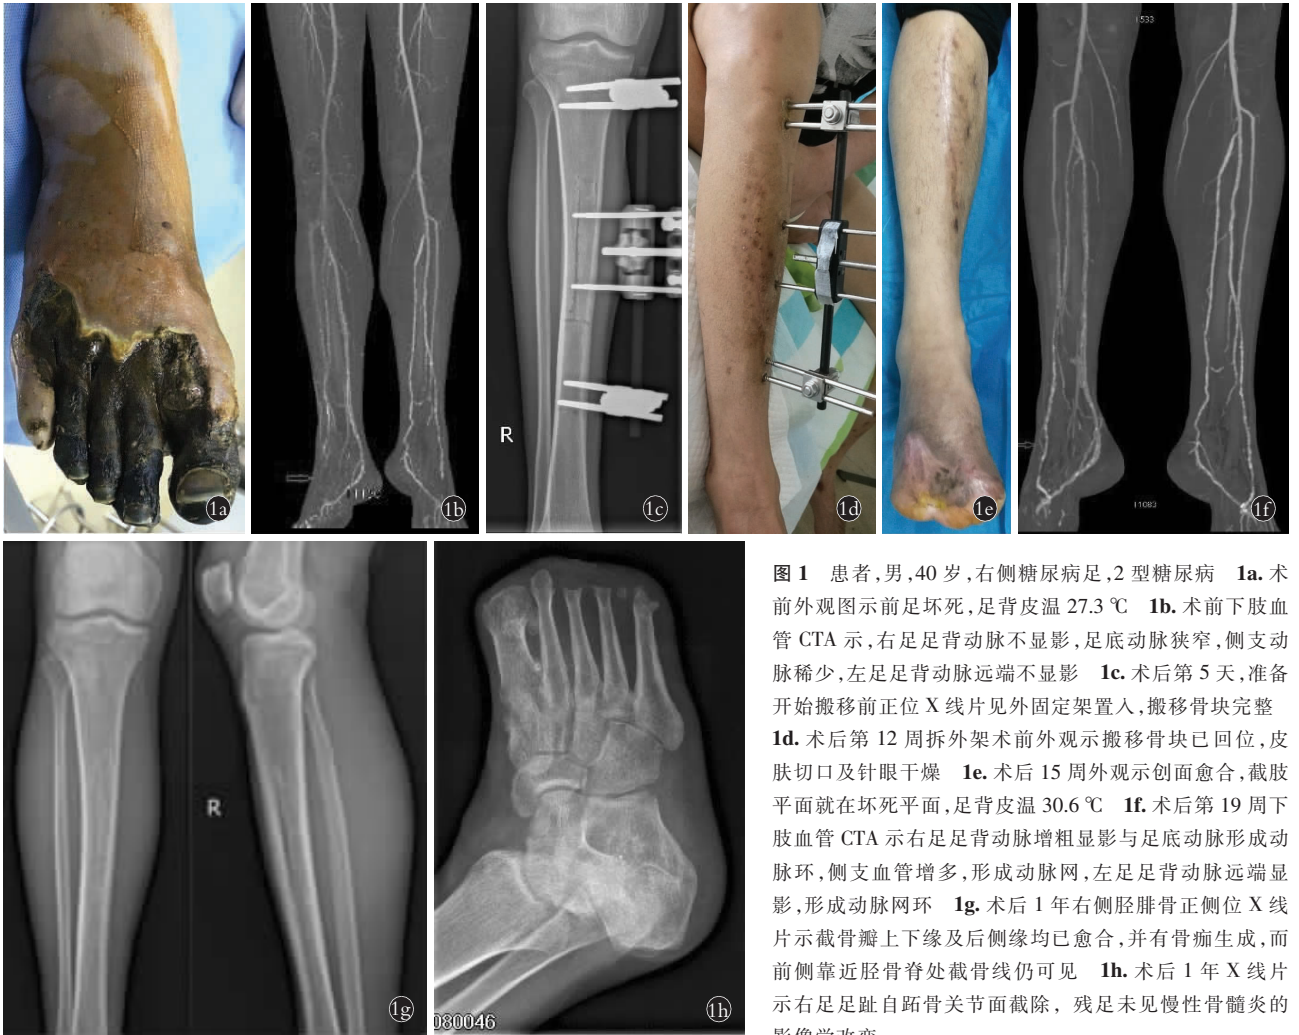 1533
1a
1b
R
1c
1d
1e
11083
1f
R
1g
080046
1h
图 1 患者,男,40 岁,右侧糖尿病足,2 型糖尿病 1a. 术
前外观图示前足坏死,足背皮温 27.3 ℃ 1b. 术前下肢血
管 CTA 示,右足足背动脉不显影,足底动脉狭窄,侧支动
脉稀少,左足足背动脉远端不显影 1c. 术后第 5 天,准备
开始搬移前正位 X 线片见外固定架置入,搬移骨块完整
1d. 术后第 12 周拆外架术前外观示搬移骨块已回位,皮
肤切口及针眼干燥 1e. 术后 15 周外观示创面愈合,截肢
平面就在坏死平面,足背皮温 30.6 ℃ 1f. 术后第 19 周下
肢血管 CTA 示右足足背动脉增粗显影与足底动脉形成动
脉环,侧支血管增多,形成动脉网,左足足背动脉远端显
影,形成动脉网环 1g. 术后 1 年右侧胫腓骨正侧位 X 线
片示截骨瓣上下缘及后侧缘均已愈合,并有骨痂生成,而
前侧靠近胫骨脊处截骨线仍可见 1h. 术后 1 年 X 线片
示右足足趾自跖骨关节面截除,残足未见慢性骨髓炎的